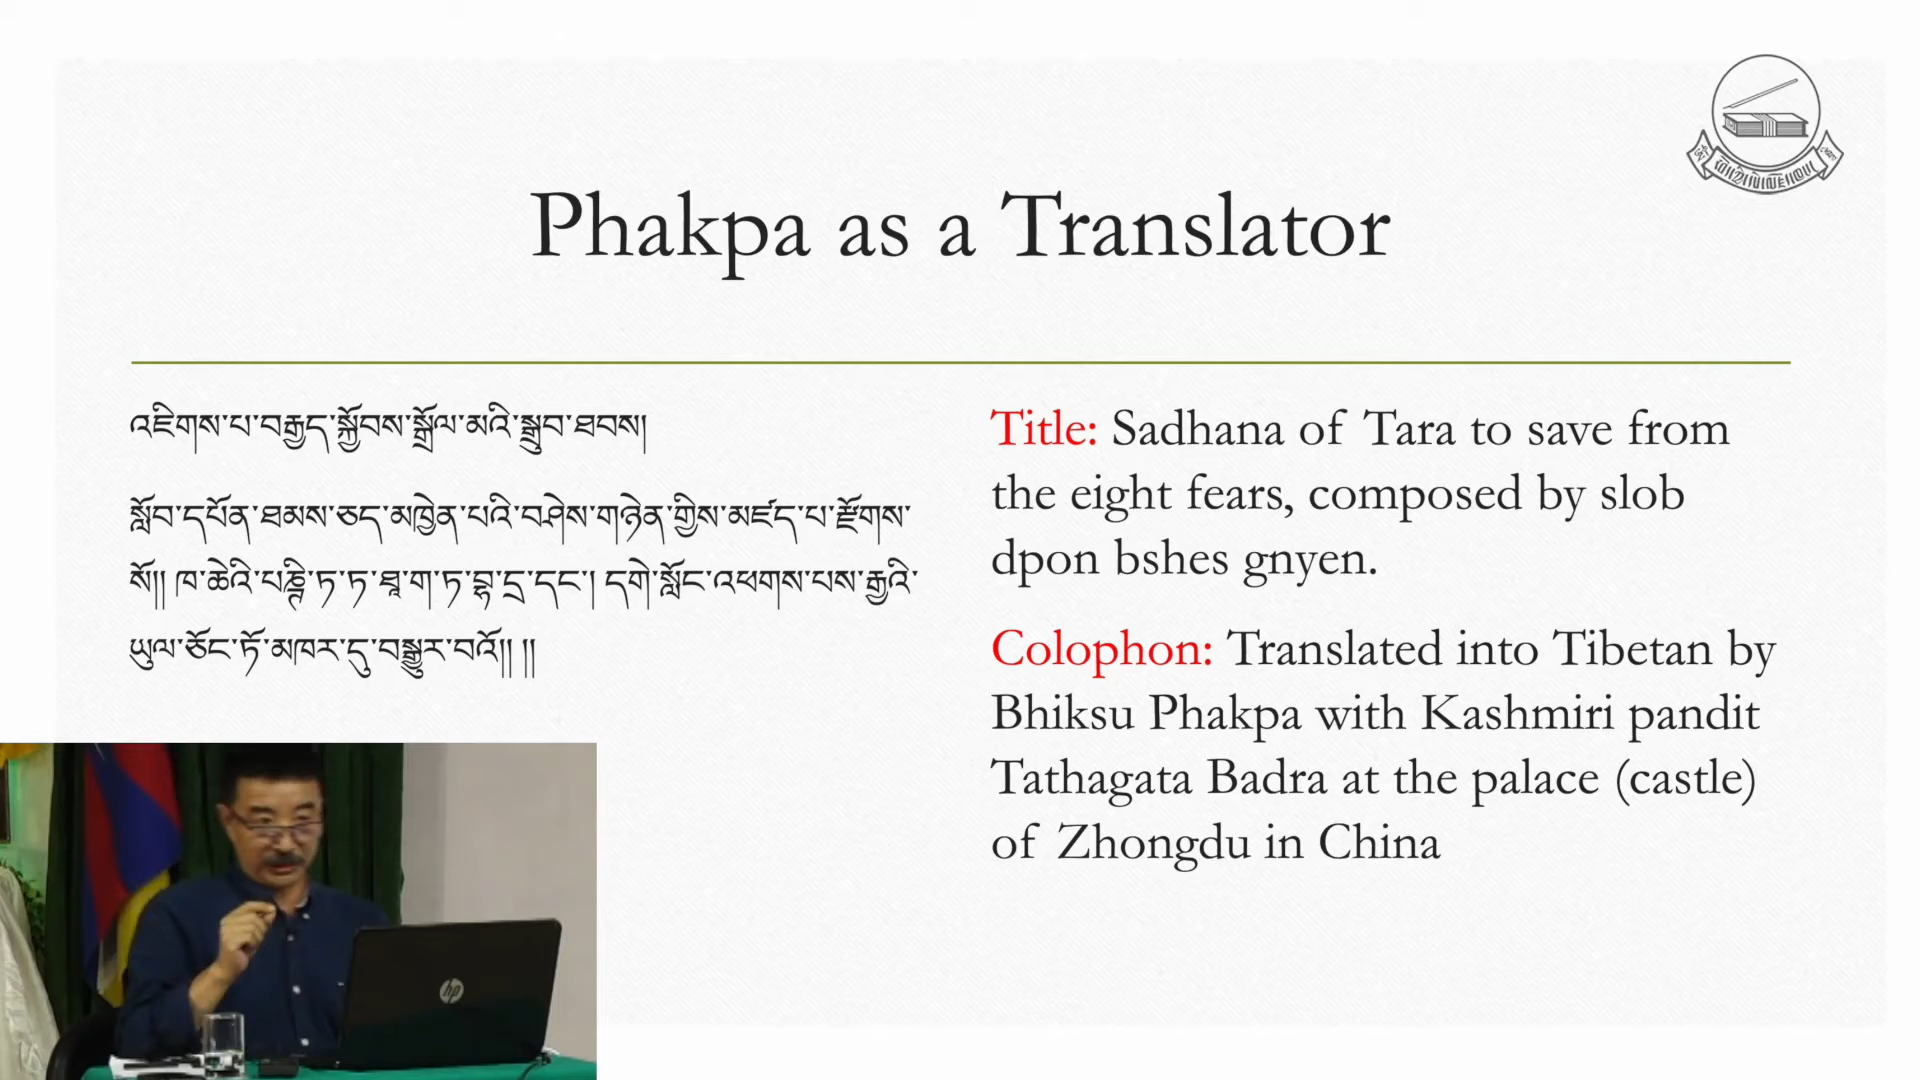 Phakpa as a Translator
འཇིགས་པ་བརྒྱད་སྐྱོབས་སྒྲོལ་མའི་སྒྲུབ་ཐབས།
སློབ་དཔོན་ཐམས་ཅད་མཁྱེན་པའི་བཤེས་གཉེན་གྱིས་མཛད་པ་རྫོགས་
སོ།། ཁ་ཆེའི་པཎྜི་ཏ་ཏ་ཐཱ་ག་ཏ་བྷ་དྲ་དང་། དགེ་སློང་འཕགས་པས་རྒྱའི་
ཡུལ་ཅོང་ཏོ་མཁར་དུ་བསྒྱུར་བའོ།། །།
Title: Sadhana of Tara to save from
the eight fears, composed by slob
dpon bshes gnyen.
Colophon: Translated into Tibetan by
Bhiksu Phakpa with Kashmiri pandit
Tathagata Badra at the palace (castle)
of Zhongdu in China
hp